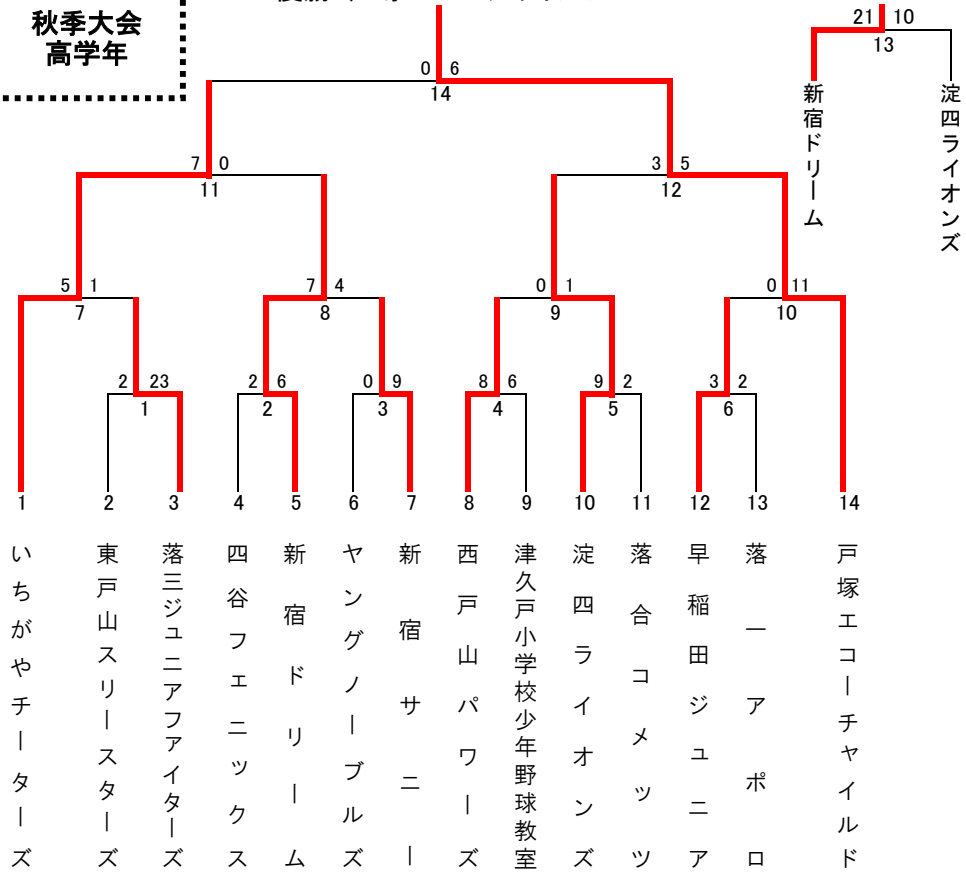 秋季大会
高学年
21 10
13
新宿ドリーム
淀四ライオンズ
0 6
14
7 0
11
3 5
12
5 1
7
7 4
8
0 1
9
0 11
10
2 23
1
2 6
2
0 9
3
8 6
4
9 2
5
3 2
6
1 2 3 4 5 6 7 8 9 10 11 12 13 14
いちがやチーターズ
東戸山スリースターズ
落三ジュニアファイターズ
四谷フェニックス
新宿ドリーム
ヤングノーブルズ
新宿サニー
西戸山パワーズ
津久戸小学校少年野球教室
淀四ライオンズ
落合コメッツ
早稲田ジュニア
落一アポロ
戸塚エコーチャイルド